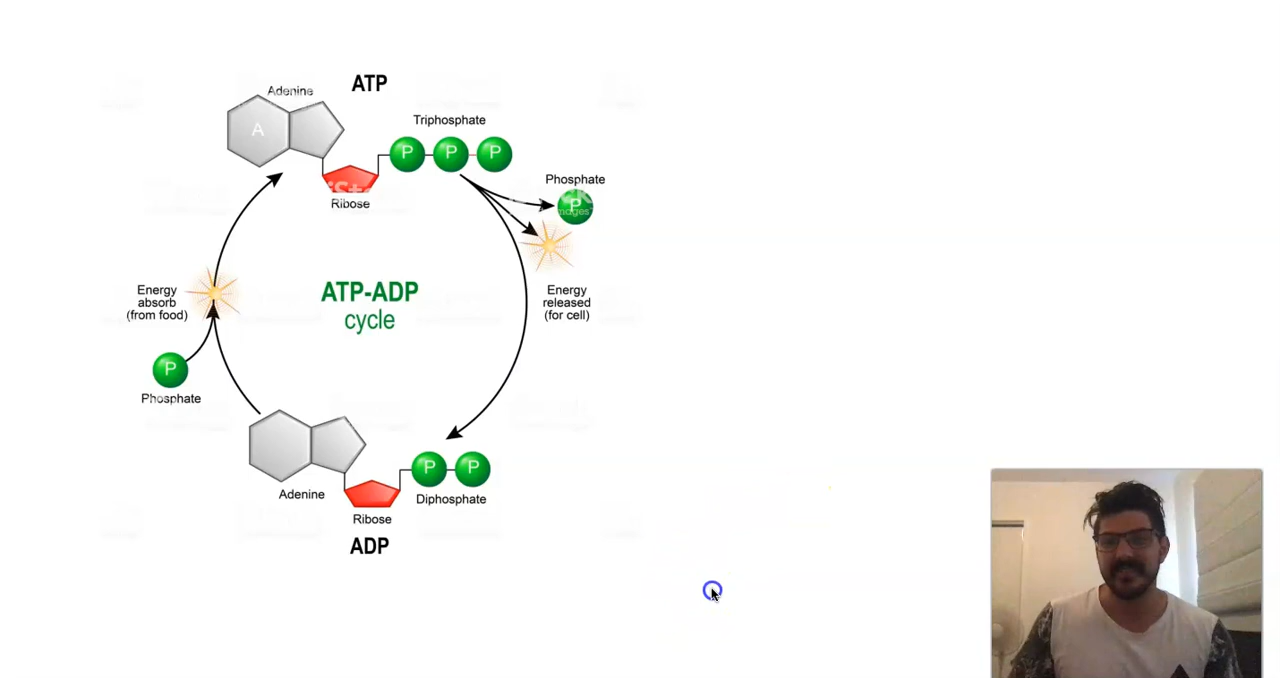 ATP
Adenine
A
Triphosphate
P P P
Phosphate
P
Ribose
iSto
Energy
absorb
(from food)
ATP-ADP
cycle
Energy
released
(for cell)
P
Phosphate
P P
Adenine
Diphosphate
Ribose
ADP